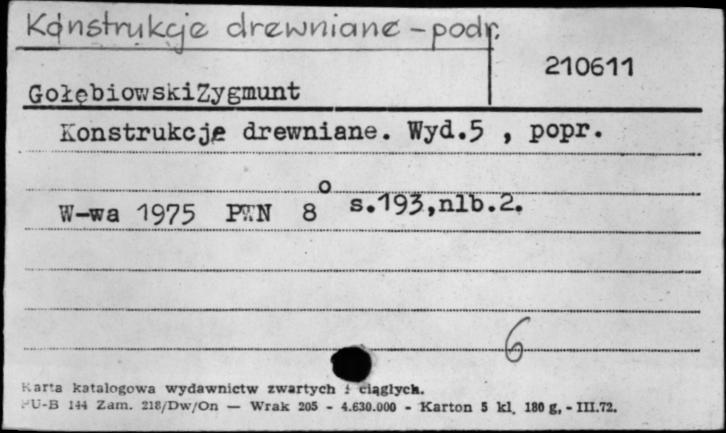 Konstrukcje drewniane - podr.
210611
GołębiowskiZygmunt
Konstrukcje drewniane. Wyd.5 , popr.
W-wa 1975 PWN 8° s.193,nlb.2.
6
Karta katalogowa wydawnictw zwartych i ciągłych.
PU-B 144 Zam. 218/Dw/On — Wrak 205 - 4.630.000 - Karton 5 kl. 180 g. - III.72.